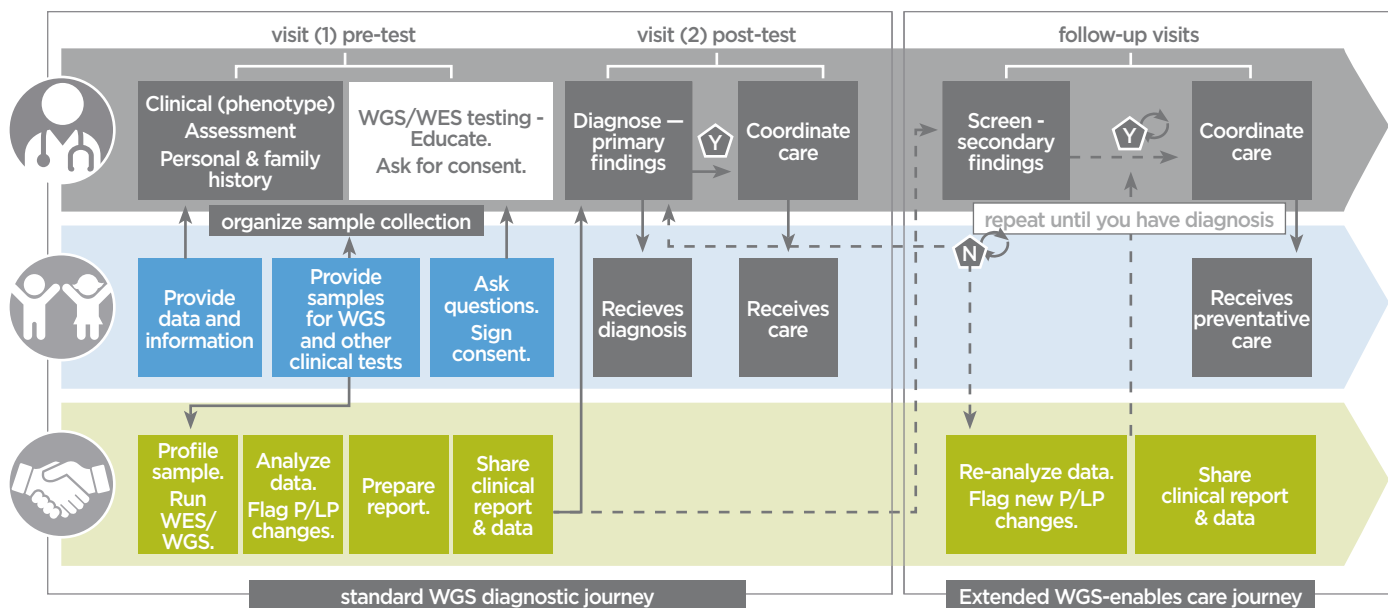 visit (1) pre-test
visit (2) post-test
follow-up visits
Clinical (phenotype)
Assessment
Personal & family
history
WGS/WES testing -
Educate.
Ask for consent.
Diagnose —
primary
findings
Y
Coordinate
care
Screen -
secondary
findings
Y
Coordinate
care
organize sample collection
repeat until you have diagnosis
N
Provide
data and
information
Provide
samples
for WGS
and other
clinical tests
Ask
questions.
Sign
consent.
Recieves
diagnosis
Receives
care
Receives
preventative
care
Profile
sample.
Run
WES/
WGS.
Analyze
data.
Flag P/LP
changes.
Prepare
report.
Share
clinical
report
& data
Re-analyze data.
Flag new P/LP
changes.
Share
clinical report
& data
standard WGS diagnostic journey
Extended WGS-enables care journey